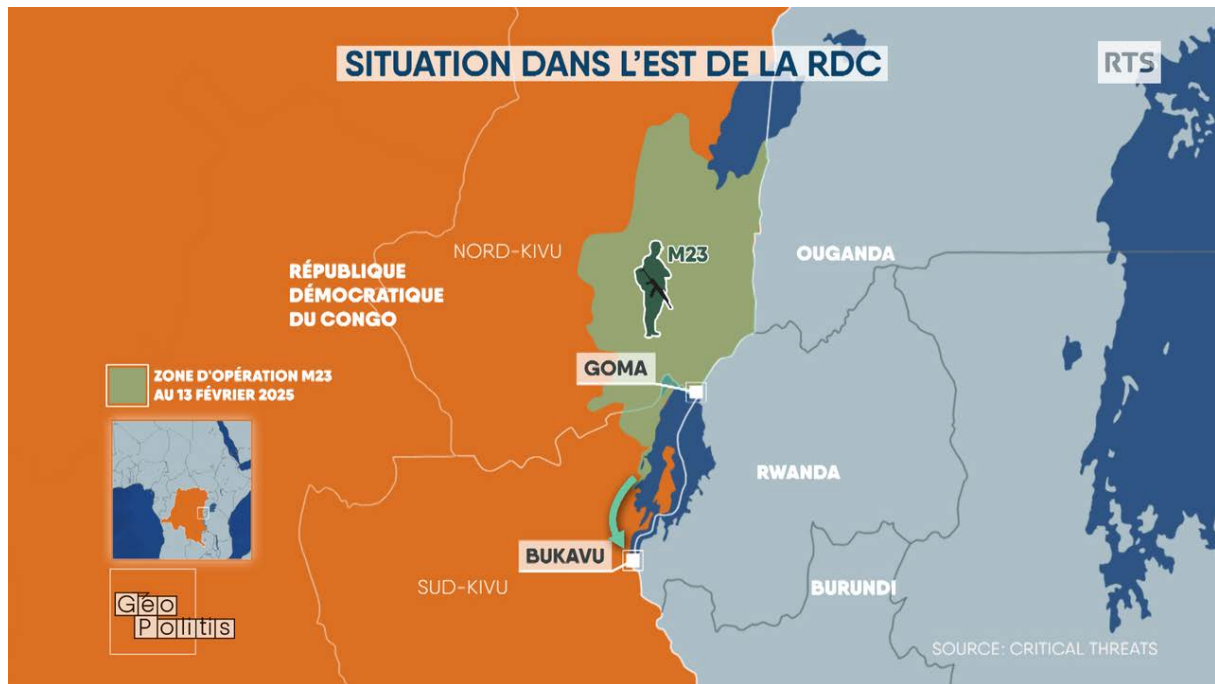 SITUATION DANS L'EST DE LA RDC
RTS
NORD-KIVU
M23
OUGANDA
RÉPUBLIQUE
DÉMOCRATIQUE
DU CONGO
GOMA
ZONE D'OPÉRATION M23
AU 13 FÉVRIER 2025
RWANDA
BUKAVU
SUD-KIVU
BURUNDI
Géo
Politis
SOURCE: CRITICAL THREATS